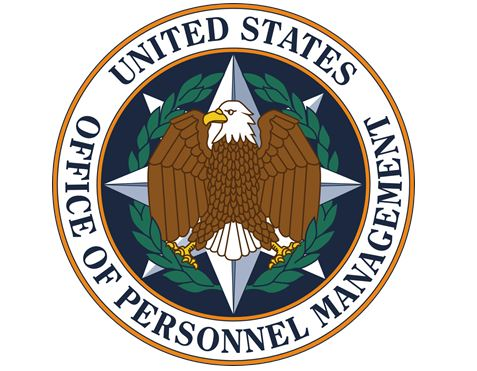 UNITED STATES
OFFICE OF PERSONNEL MANAGEMENT